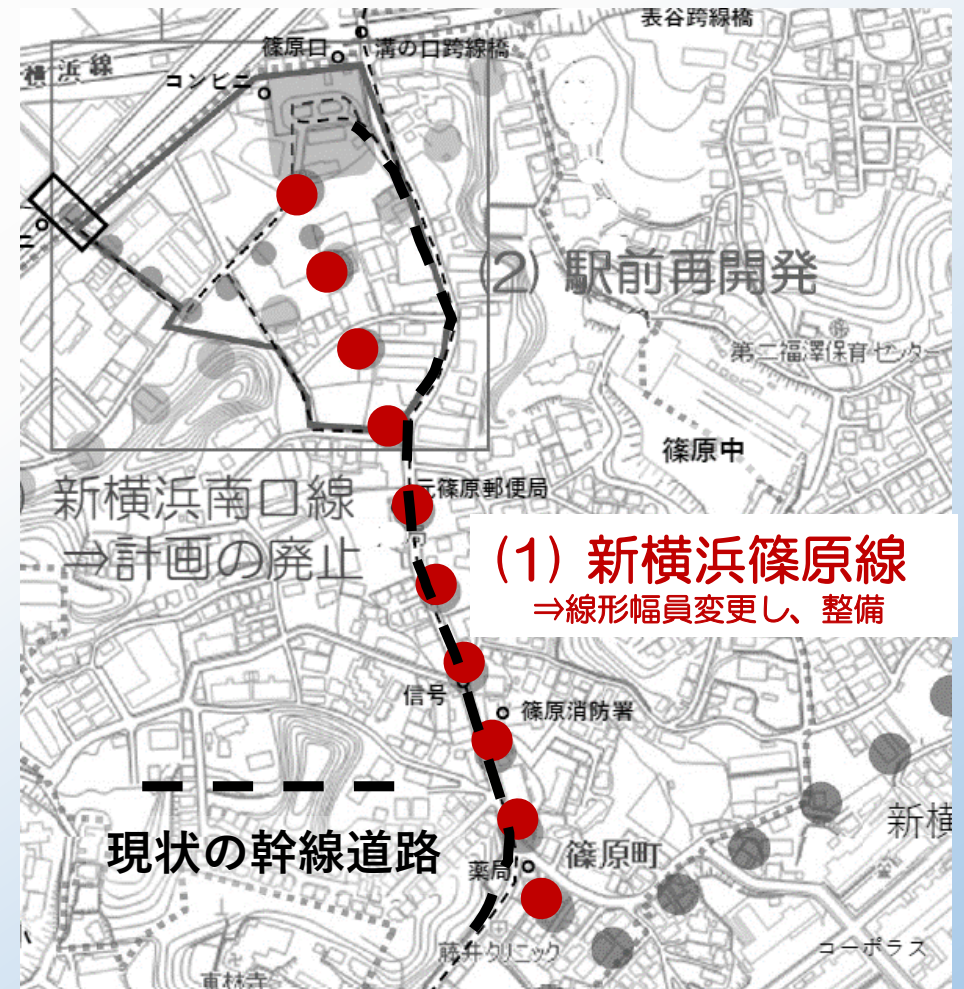 表谷跨線橋
篠原口
溝の口跨線橋
横浜線
コンビニ
(2) 駅前再開発
第二福澤保育センター
篠原中
元篠原郵便局
新横浜南口線
⇒計画の廃止
(1) 新横浜篠原線
⇒線形幅員変更し、整備
信号
篠原消防署
現状の幹線道路
新横
薬局
篠原町
藤井クリニック
コーポラス
東林寺